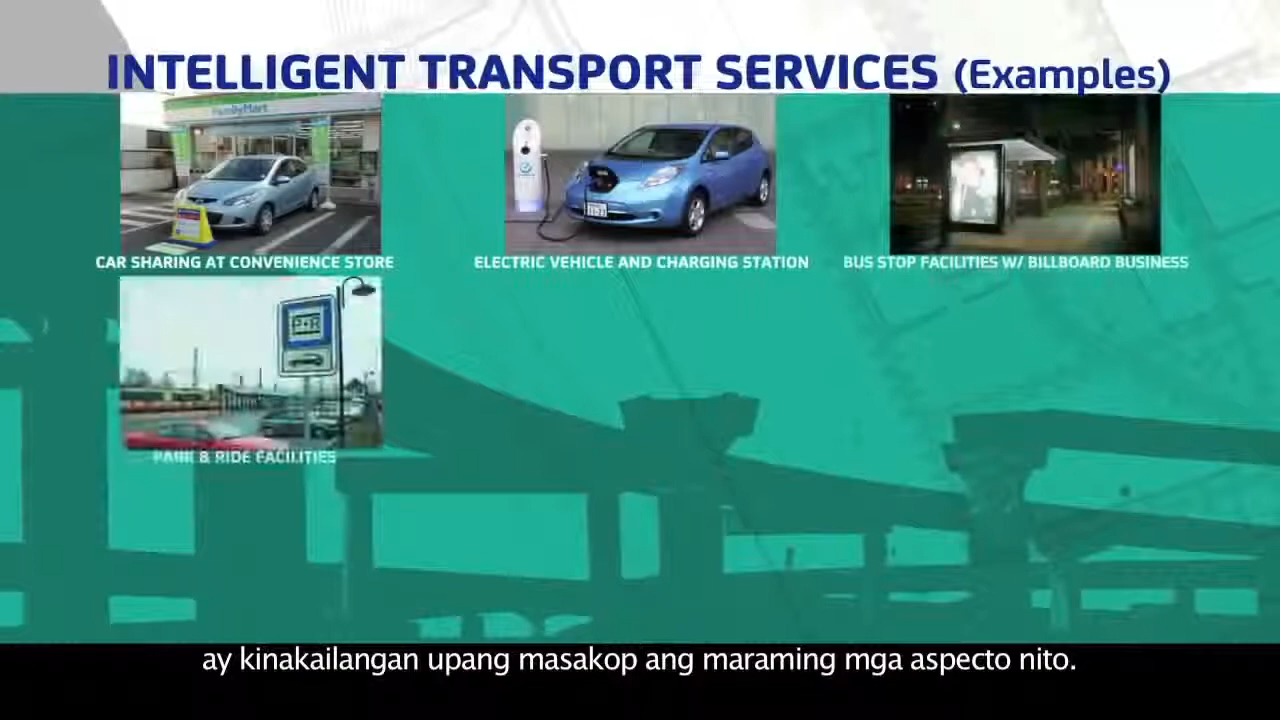 INTELLIGENT TRANSPORT SERVICES (Examples)
FamilyMart
CAR SHARING AT CONVENIENCE STORE
ELECTRIC VEHICLE AND CHARGING STATION
BUS STOP FACILITIES W/ BILLBOARD BUSINESS
P+R
PARK & RIDE FACILITIES
ay kinakailangan upang masakop ang maraming mga aspecto nito.